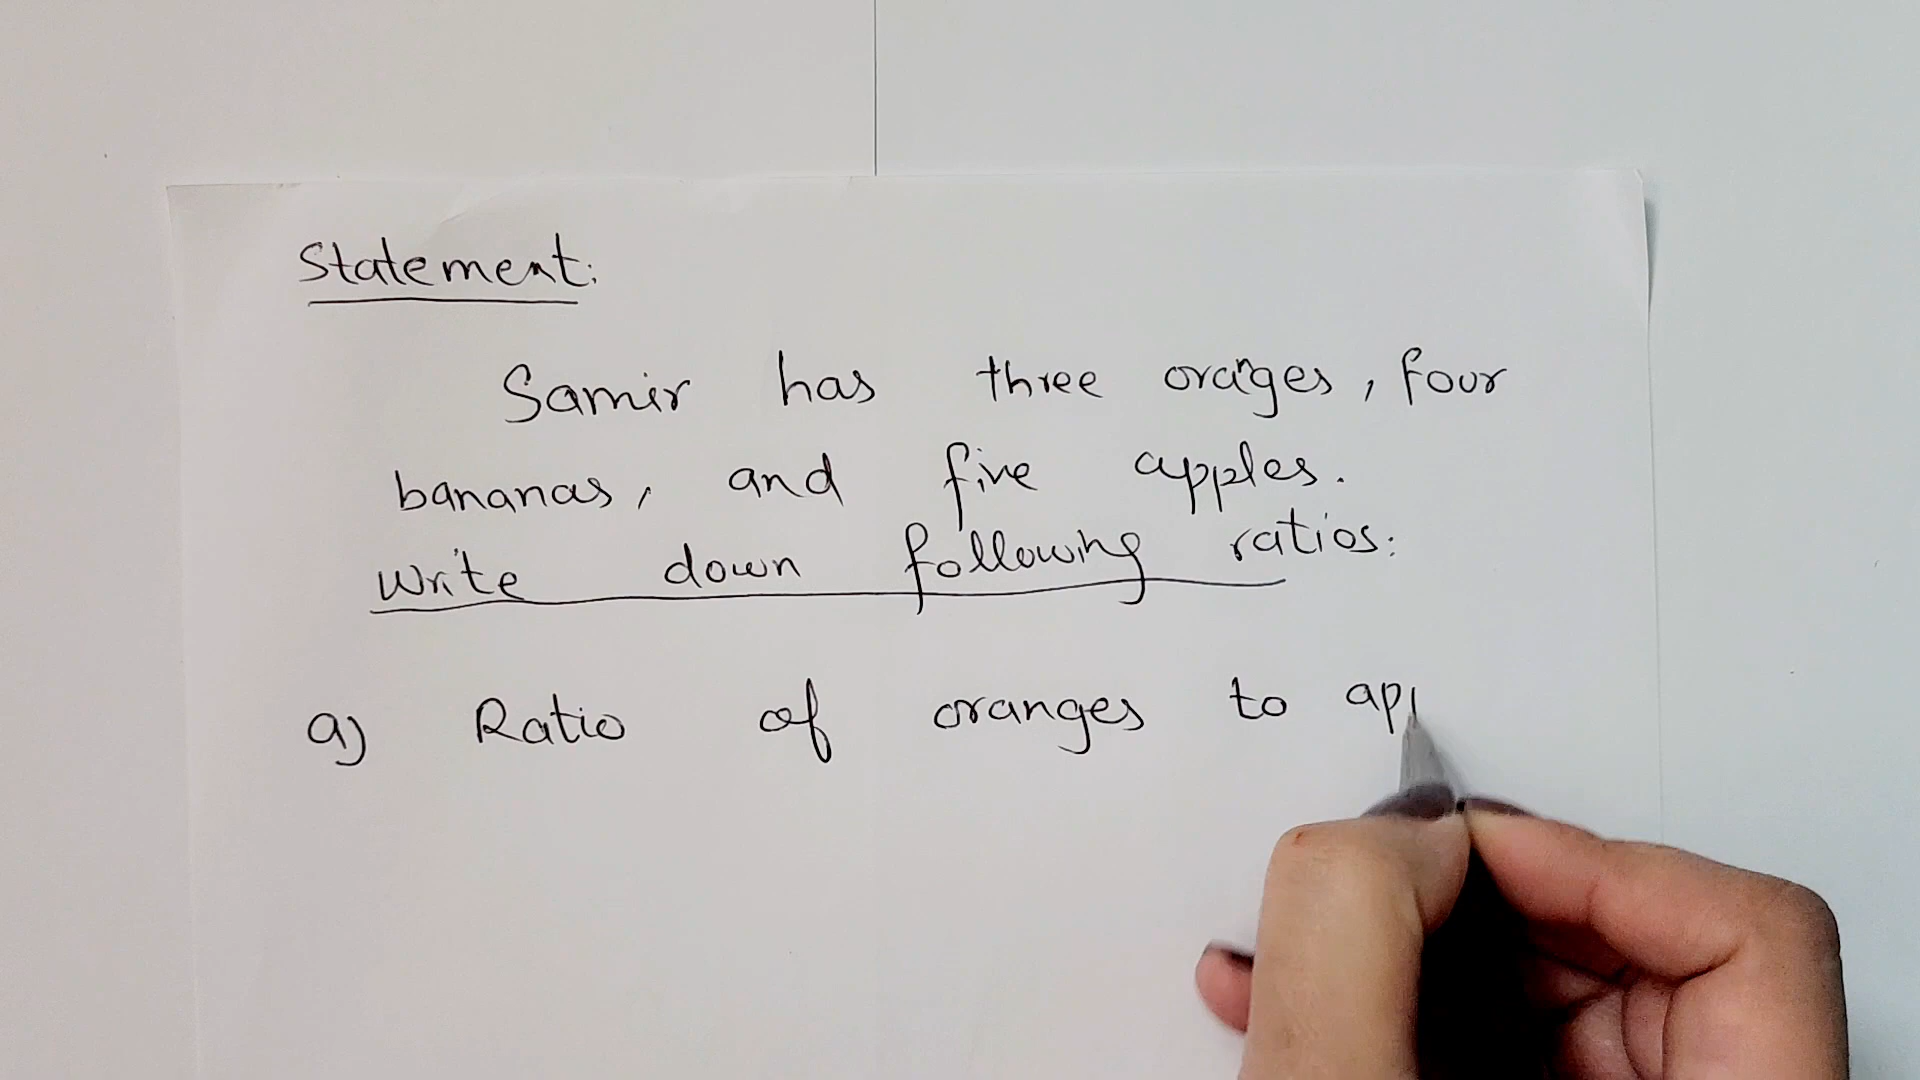 Statement:
Samir has three oranges, four
bananas, and five apples.
Write down following ratios:
a) Ratio of oranges to ap